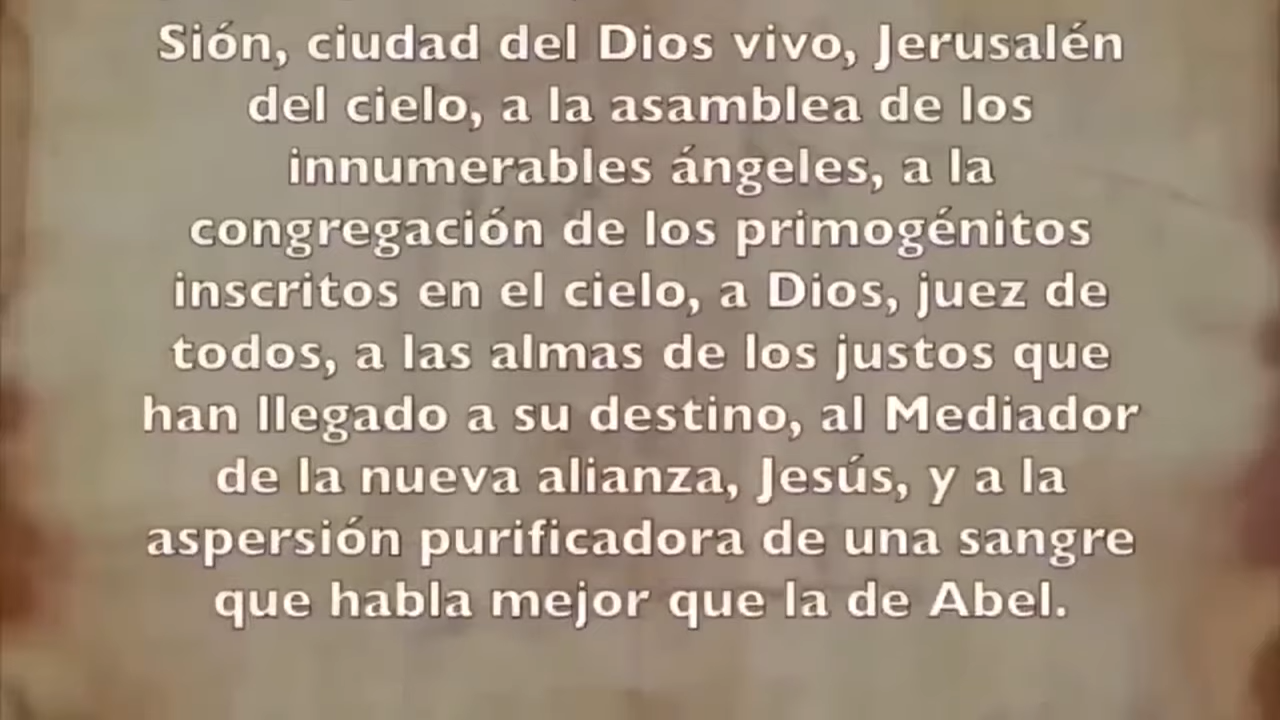 Sión, ciudad del Dios vivo, Jerusalén
del cielo, a la asamblea de los
innumerables ángeles, a la
congregación de los primogénitos
inscritos en el cielo, a Dios, juez de
todos, a las almas de los justos que
han llegado a su destino, al Mediador
de la nueva alianza, Jesús, y a la
aspersión purificadora de una sangre
que habla mejor que la de Abel.